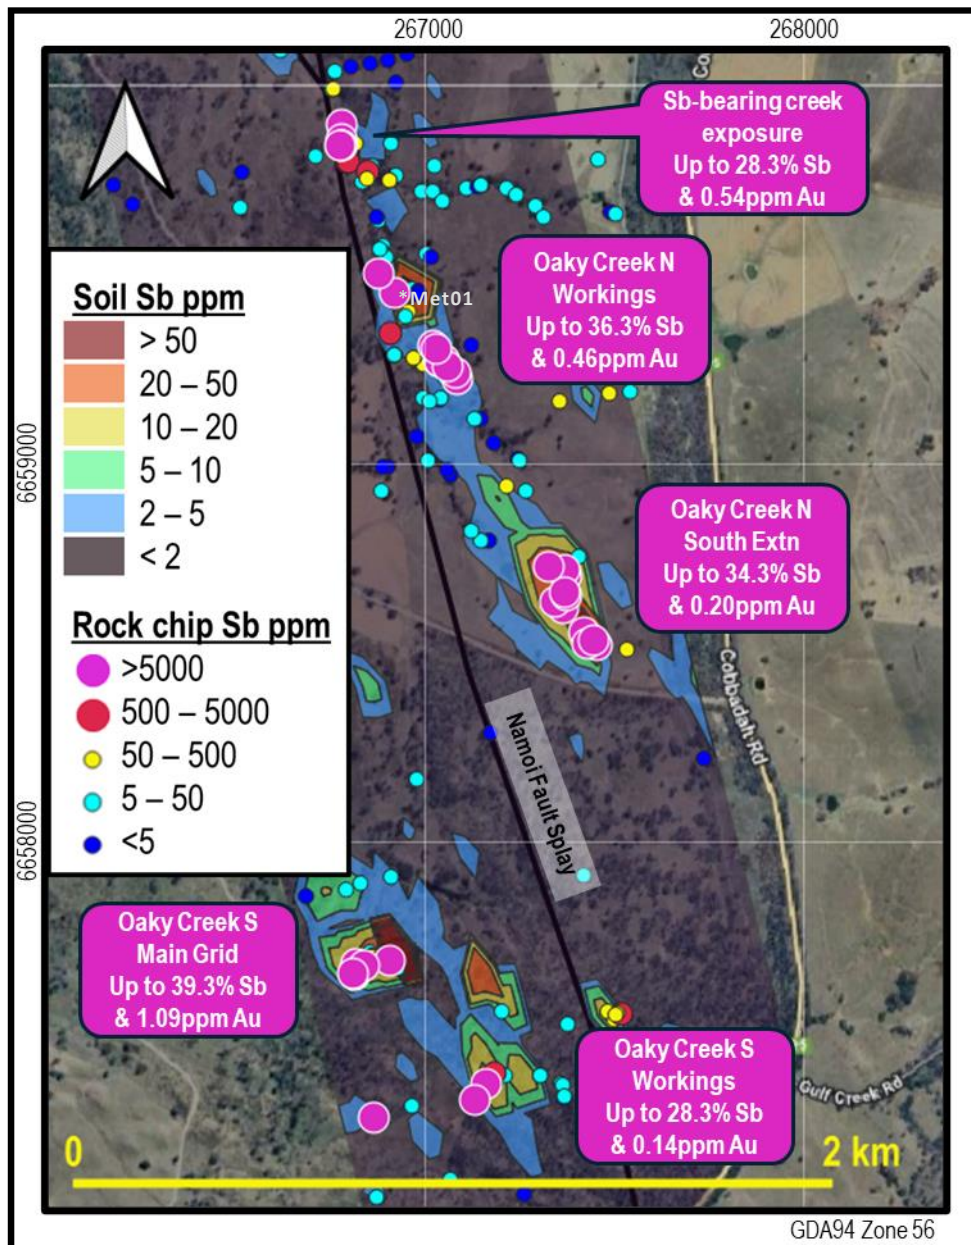 267000
268000
Co
Sb-bearing creek
exposure
Up to 28.3% Sb
& 0.54ppm Au
Oaky Creek N
Workings
Up to 36.3% Sb
& 0.46ppm Au
*Met01
Soil Sb ppm
> 50
20 – 50
10 – 20
5 – 10
2 – 5
< 2
Rock chip Sb ppm
>5000
500 – 5000
50 – 500
5 – 50
<5
6659000
6658000
Oaky Creek N
South Extn
Up to 34.3% Sb
& 0.20ppm Au
Cobbadah Rd
Namoi Fault Splay
Oaky Creek S
Main Grid
Up to 39.3% Sb
& 1.09ppm Au
Oaky Creek S
Workings
Up to 28.3% Sb
& 0.14ppm Au
Gulf Creek Rd
0
2 km
GDA94 Zone 56